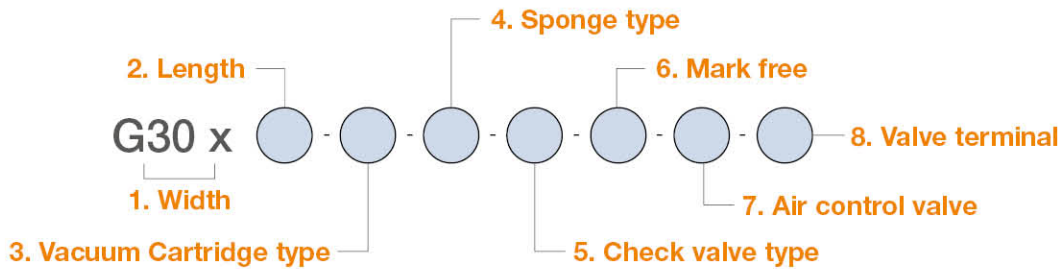 4. Sponge type
2. Length
6. Mark free
G30 x - - - - - -
8. Valve terminal
1. Width
7. Air control valve
3. Vacuum Cartridge type
5. Check valve type